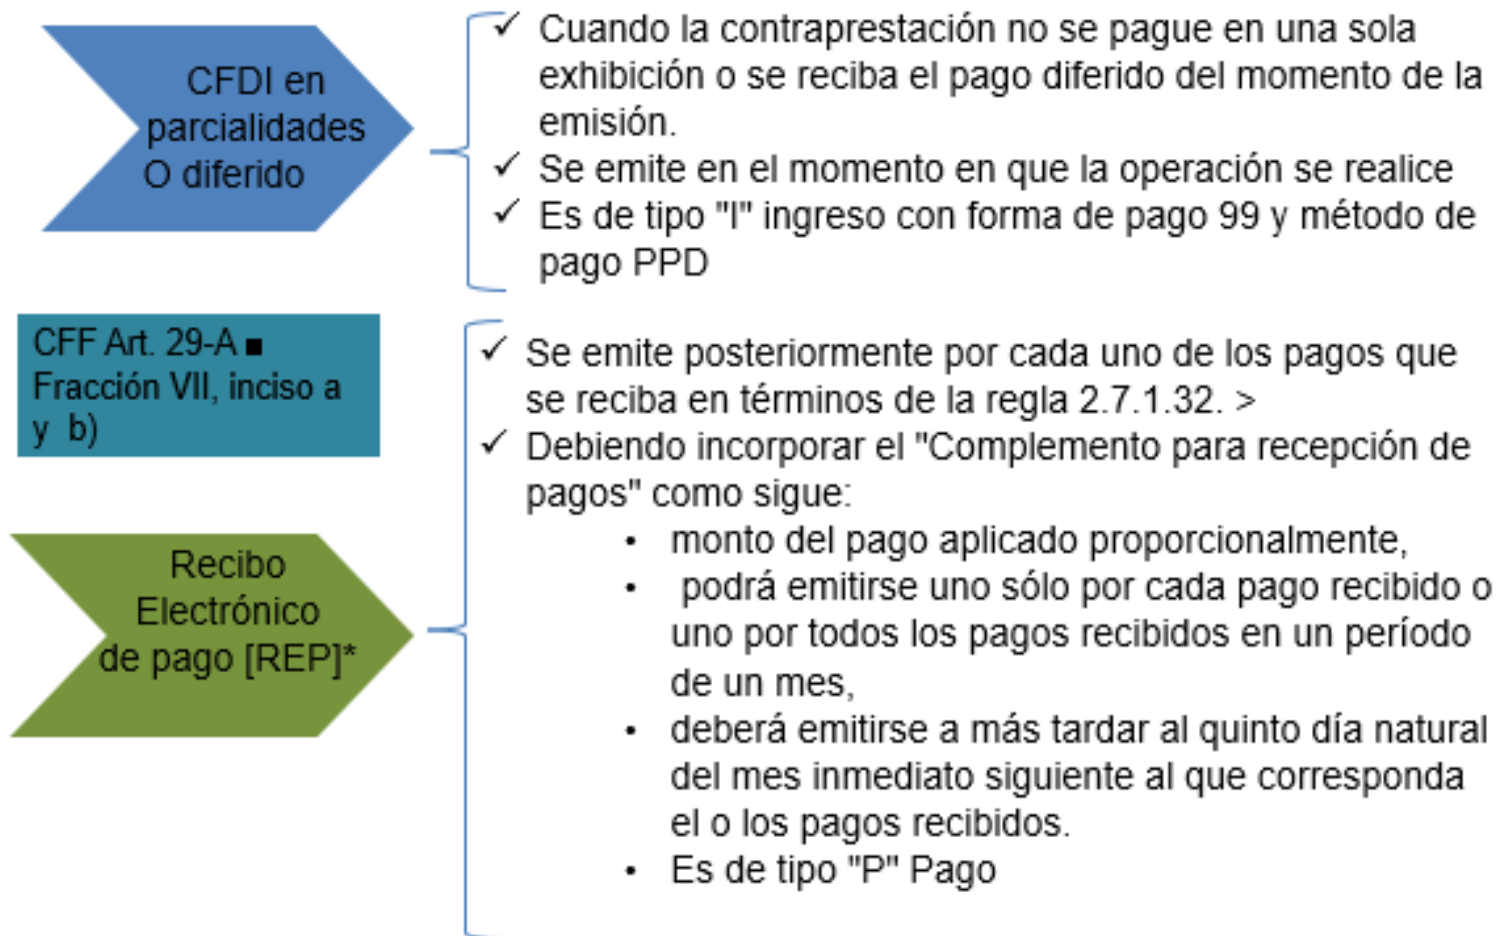 CFDI en
parcialidades
O diferido
✓ Cuando la contraprestación no se pague en una sola
exhibición o se reciba el pago diferido del momento de la
emisión.
✓ Se emite en el momento en que la operación se realice
✓ Es de tipo "I" ingreso con forma de pago 99 y método de
pago PPD
CFF Art. 29-A ■
Fracción VII, inciso a
y b)
Recibo
Electrónico
de pago [REP]*
✓ Se emite posteriormente por cada uno de los pagos que
se reciba en términos de la regla 2.7.1.32. >
✓ Debiendo incorporar el "Complemento para recepción de
pagos" como sigue:
• monto del pago aplicado proporcionalmente,
• podrá emitirse uno sólo por cada pago recibido o
uno por todos los pagos recibidos en un período
de un mes,
• deberá emitirse a más tardar al quinto día natural
del mes inmediato siguiente al que corresponda
el o los pagos recibidos.
• Es de tipo "P" Pago